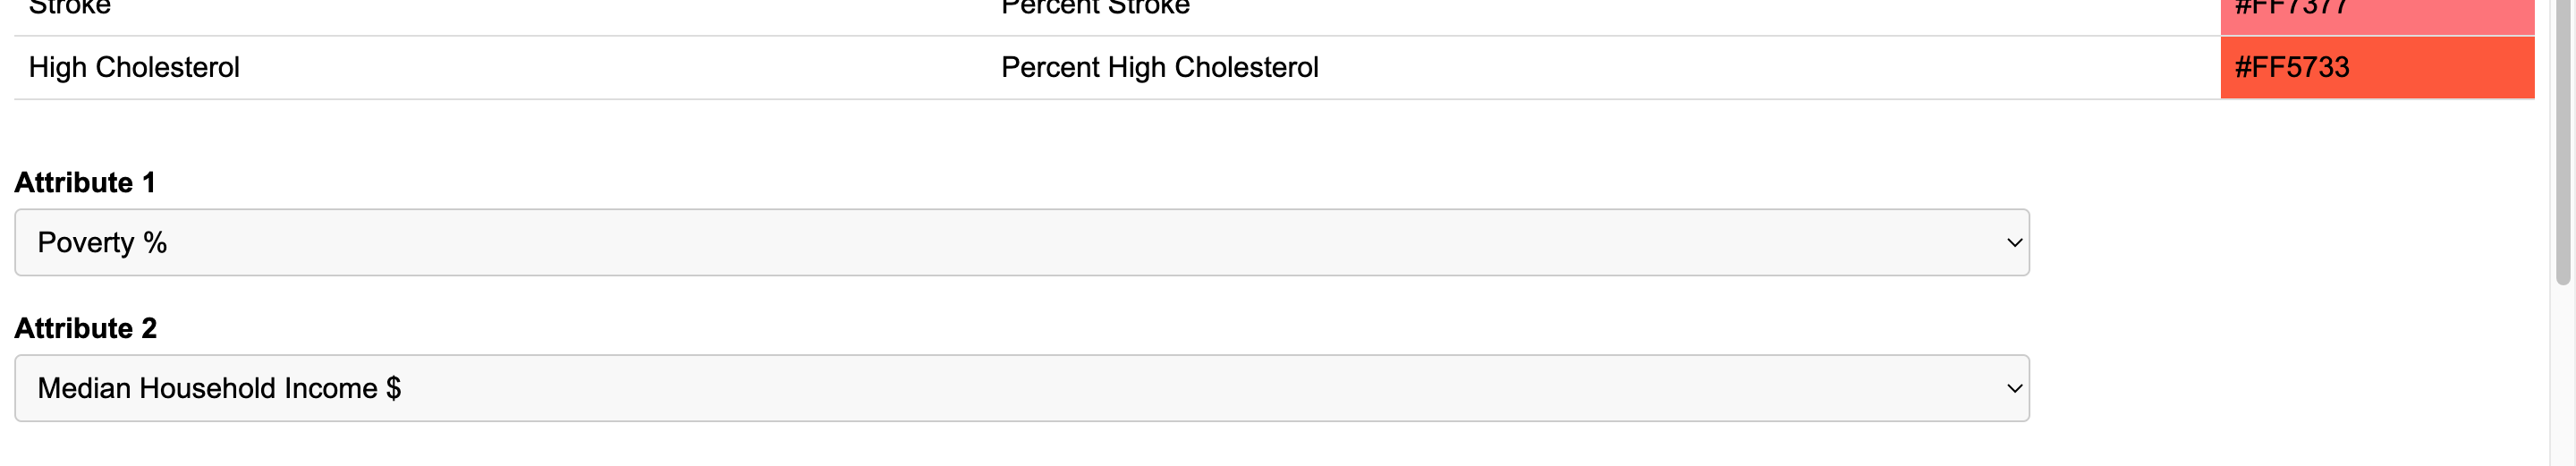 Stroke Percent Stroke #FF7377
High Cholesterol Percent High Cholesterol #FF5733
Attribute 1
Poverty %
Attribute 2
Median Household Income $